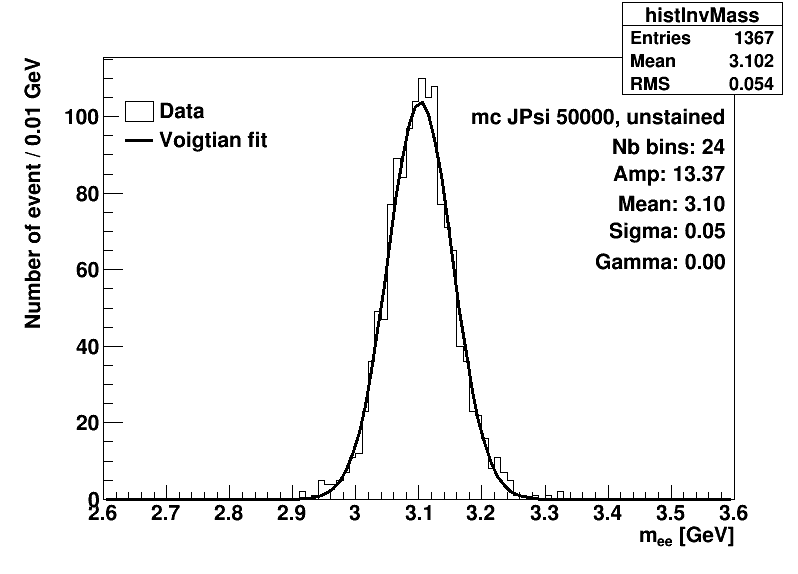 histInvMass
Entries 1367
Mean 3.102
RMS 0.054
Number of event / 0.01 GeV
Data
Voigtian fit
mc JPsi 50000, unstained
Nb bins: 24
Amp: 13.37
Mean: 3.10
Sigma: 0.05
Gamma: 0.00
100
80
60
40
20
0
2.6 2.7 2.8 2.9 3 3.1 3.2 3.3 3.4 3.5 3.6
mee [GeV]